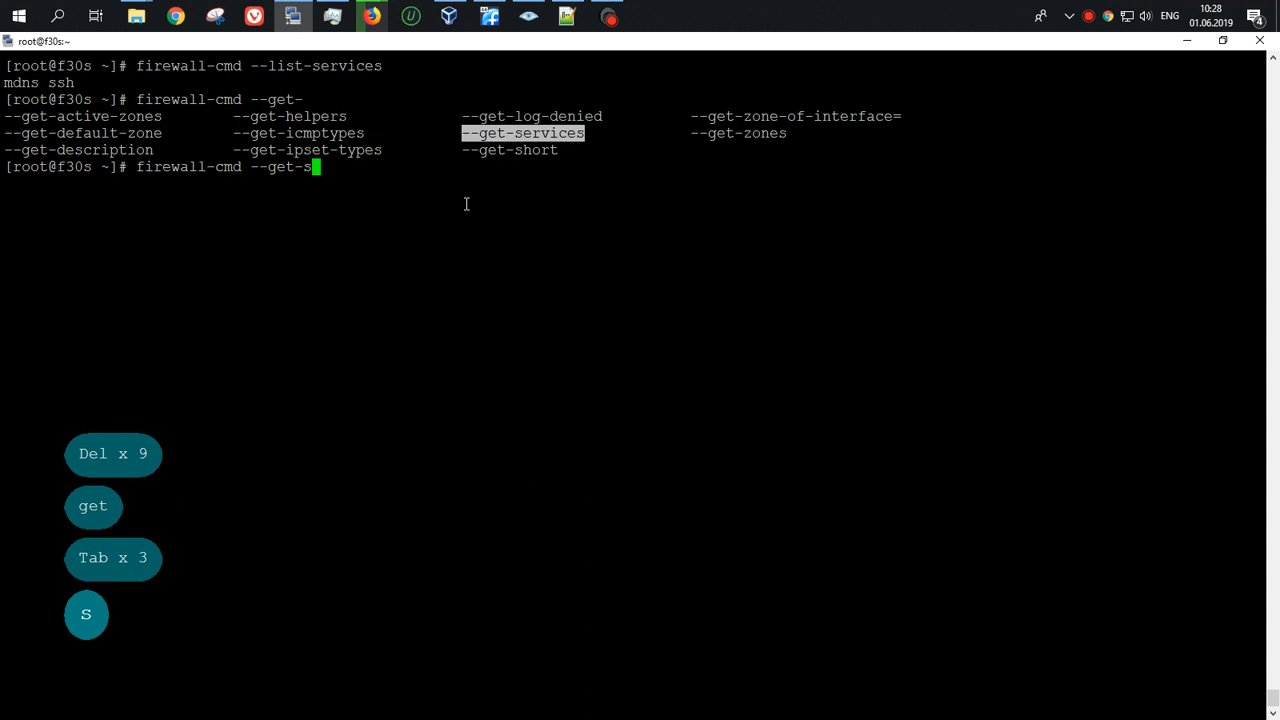 ENG
10:28
01.06.2019
4
64
root@f30s:~
[root@f30s ~]# firewall-cmd --list-services
mdns ssh
[root@f30s ~]# firewall-cmd --get-
--get-active-zones --get-helpers --get-log-denied --get-zone-of-interface=
--get-default-zone --get-icmptypes --get-services --get-zones
--get-description --get-ipset-types --get-short
[root@f30s ~]# firewall-cmd --get-s
Del x 9
get
Tab x 3
S